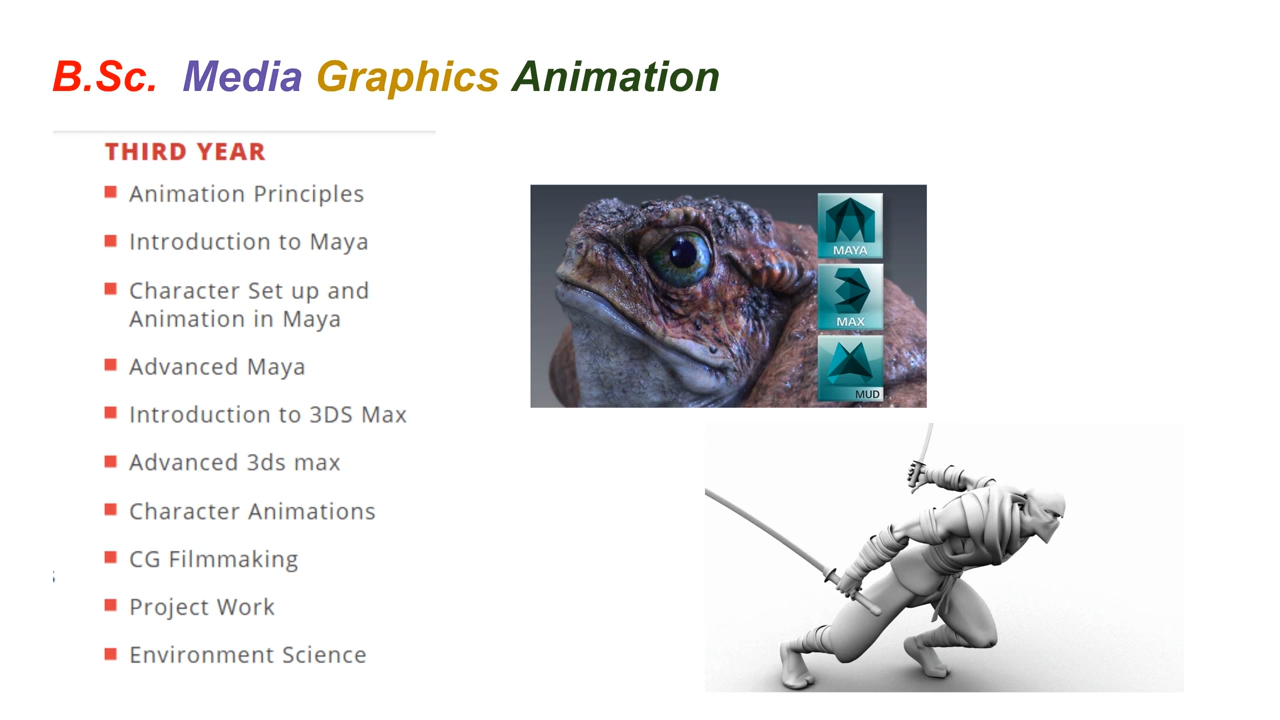 B.Sc. Media Graphics Animation
THIRD YEAR
Animation Principles
Introduction to Maya
Character Set up and
Animation in Maya
Advanced Maya
Introduction to 3DS Max
Advanced 3ds max
Character Animations
CG Filmmaking
Project Work
Environment Science
MAYA
MAX
MUD